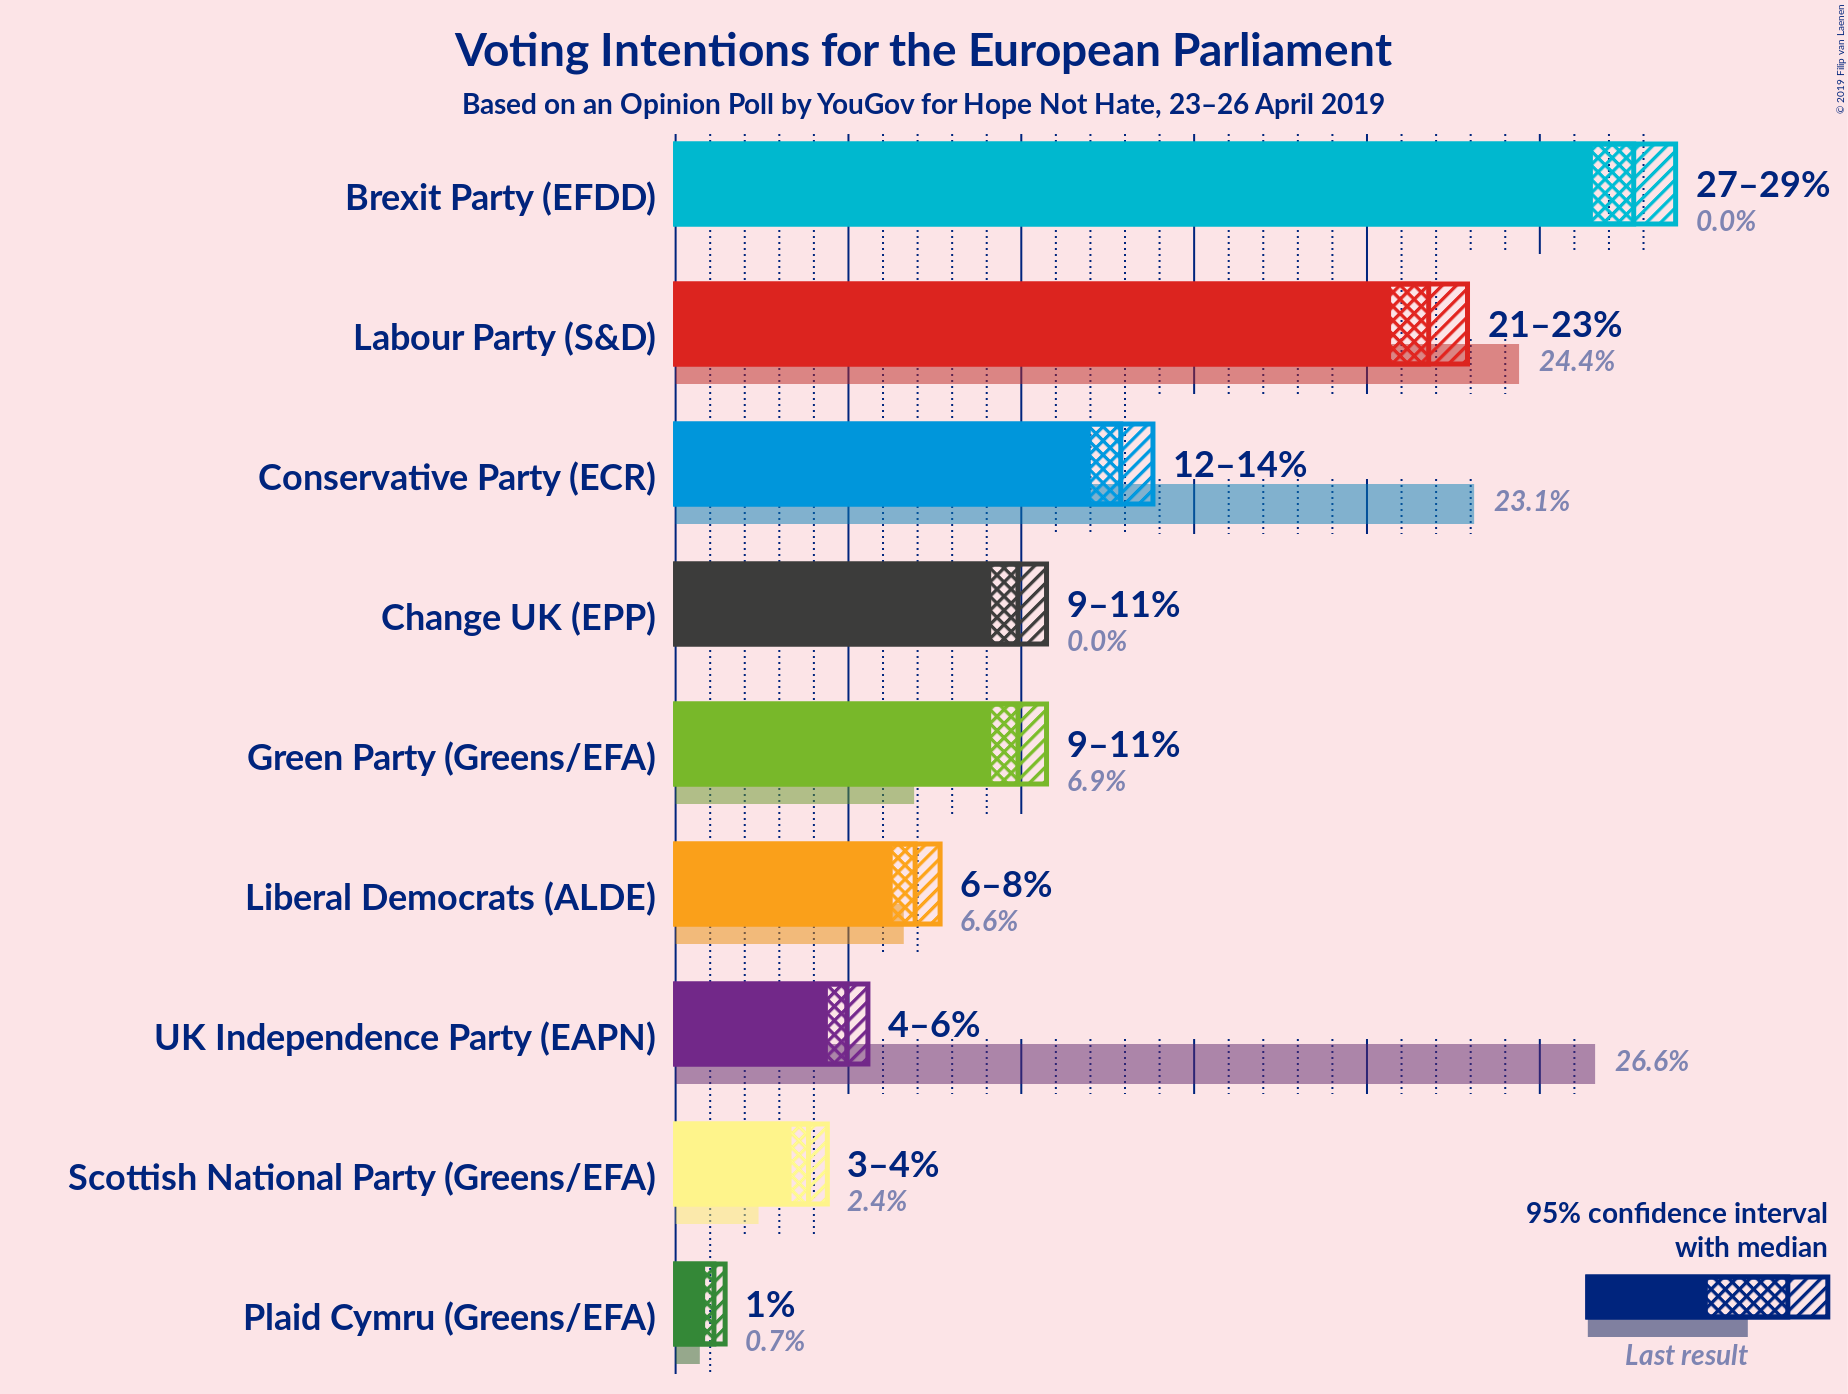 Voting Intentions for the European Parliament
Based on an Opinion Poll by YouGov for Hope Not Hate, 23–26 April 2019
© 2019 Filip van Laenen
Brexit Party (EFDD)
27–29%
0.0%
Labour Party (S&D)
21–23%
24.4%
Conservative Party (ECR)
12–14%
23.1%
Change UK (EPP)
9–11%
0.0%
Green Party (Greens/EFA)
9–11%
6.9%
Liberal Democrats (ALDE)
6–8%
6.6%
UK Independence Party (EAPN)
4–6%
26.6%
Scottish National Party (Greens/EFA)
3–4%
2.4%
Plaid Cymru (Greens/EFA)
1%
0.7%
95% confidence interval
with median
Last result